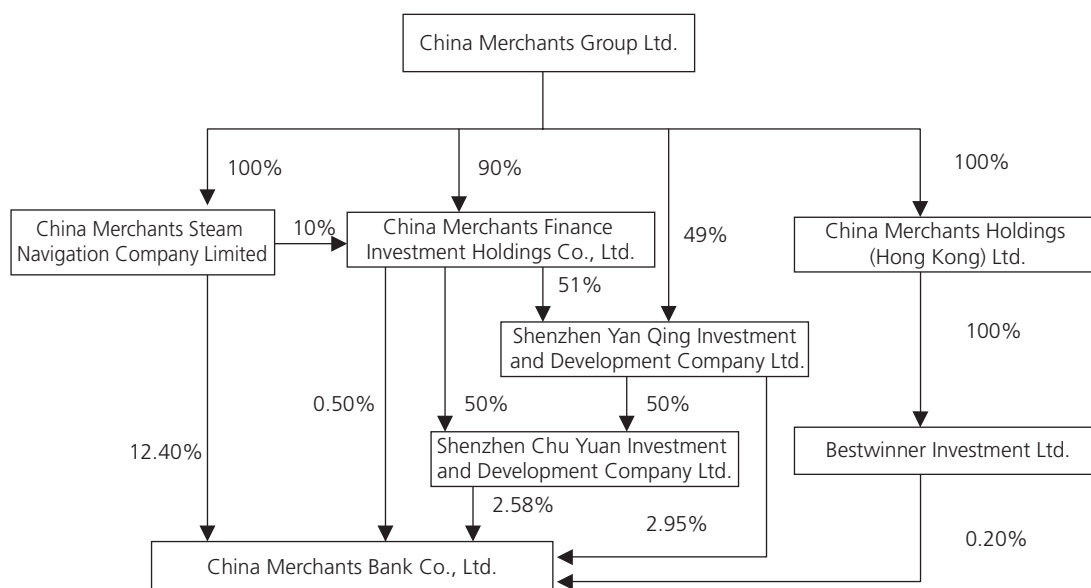 China Merchants Group Ltd.
100%
90%
100%
China Merchants Steam
Navigation Company Limited
10%
China Merchants Finance
Investment Holdings Co., Ltd.
49%
China Merchants Holdings
(Hong Kong) Ltd.
51%
Shenzhen Yan Qing Investment
and Development Company Ltd.
100%
0.50%
50%
50%
12.40%
Shenzhen Chu Yuan Investment
and Development Company Ltd.
Bestwinner Investment Ltd.
2.58%
2.95%
0.20%
China Merchants Bank Co., Ltd.